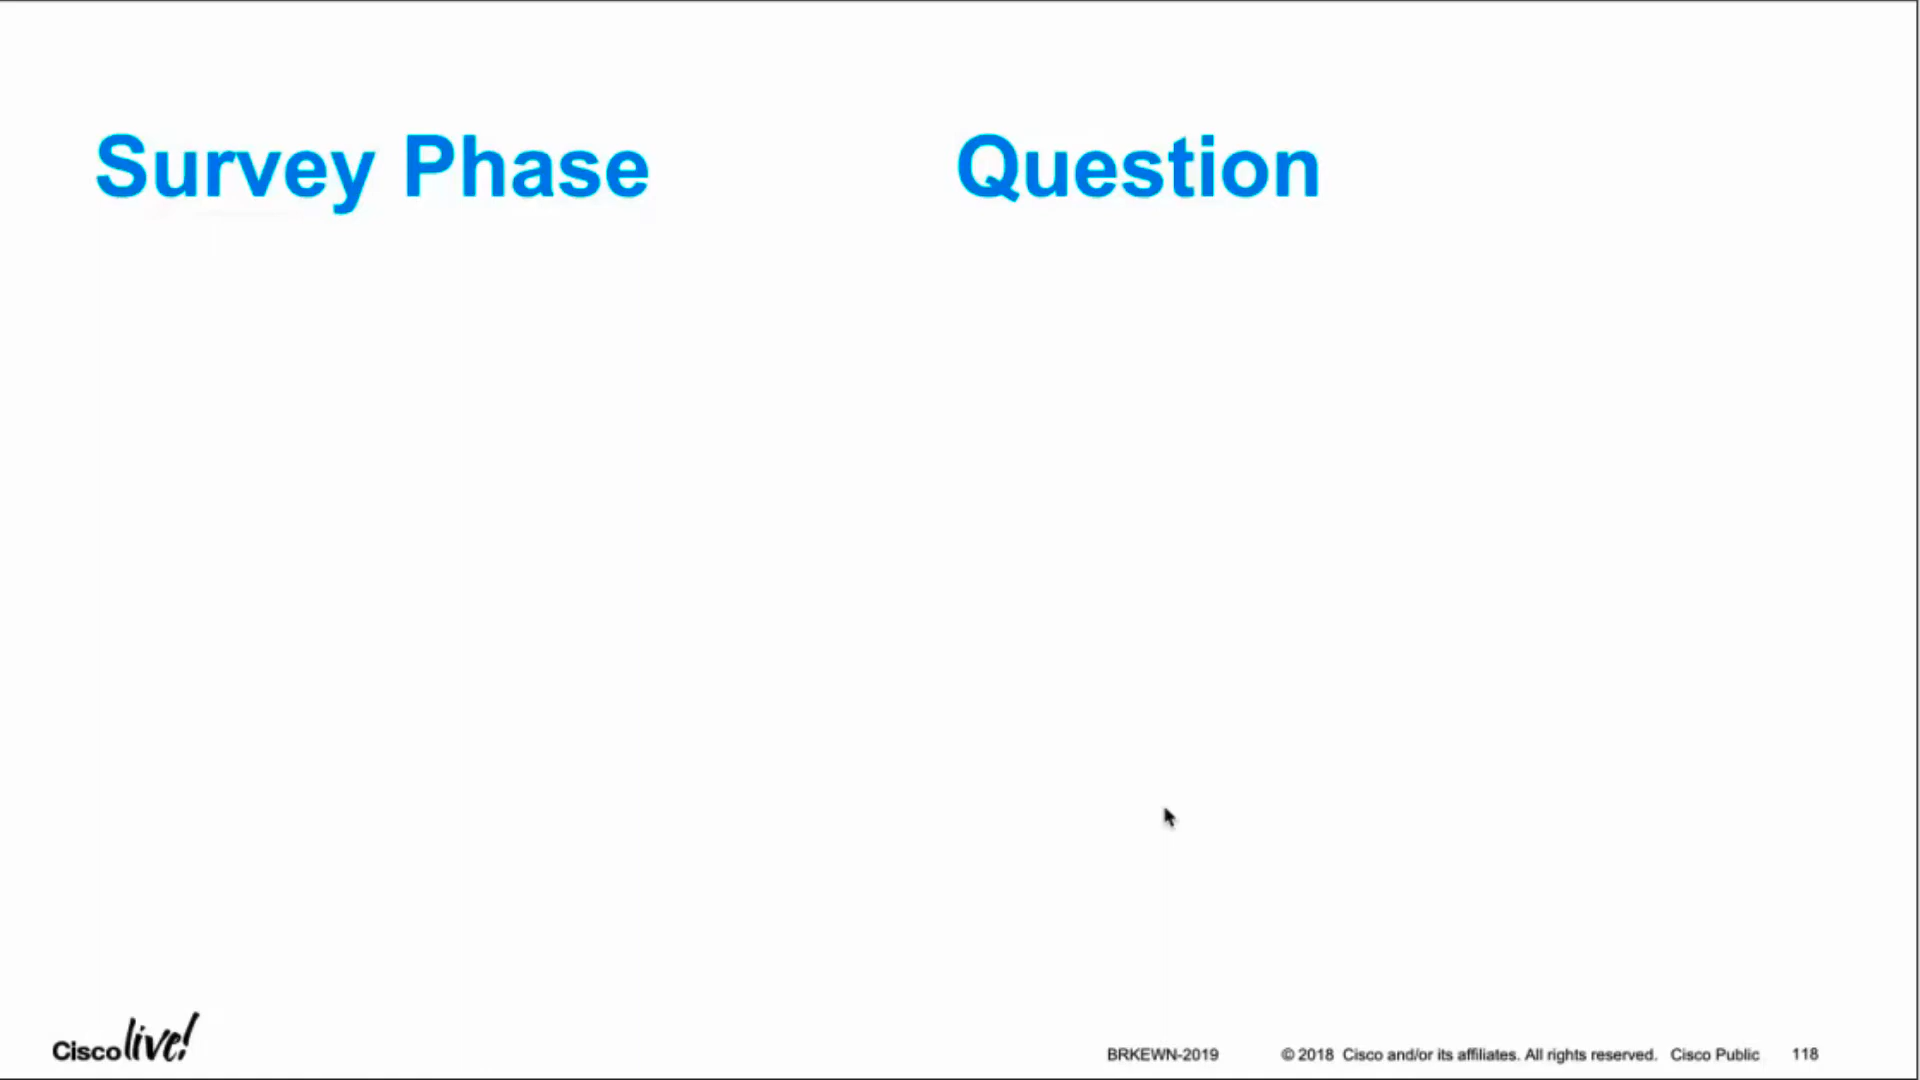 Survey Phase
Question
Cisco live!
BRKEWN-2019 © 2018 Cisco and/or its affiliates. All rights reserved. Cisco Public 118